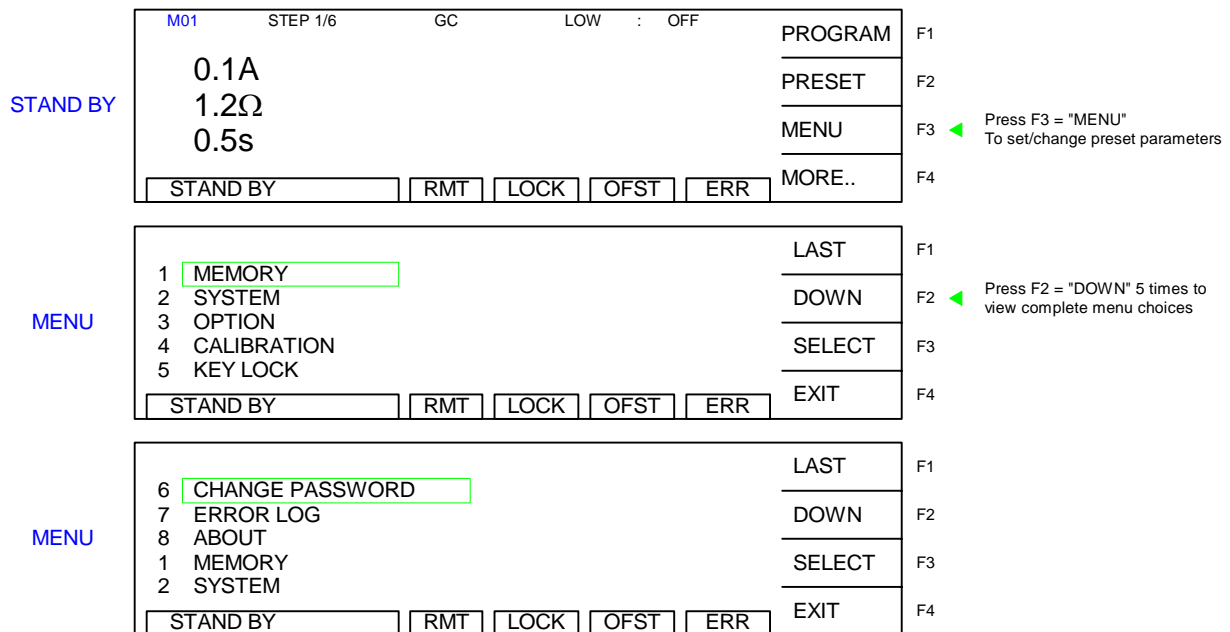 M01 STEP 1/6 GC LOW : OFF
PROGRAM F1
0.1A
PRESET F2
STAND BY
1.2Ω
MENU F3 Press F3 = "MENU"
To set/change preset parameters
0.5s
MORE.. F4
STAND BY RMT LOCK OFST ERR
LAST F1
1 MEMORY
2 SYSTEM
DOWN F2 Press F2 = "DOWN" 5 times to
view complete menu choices
MENU
3 OPTION
4 CALIBRATION
SELECT F3
5 KEY LOCK
EXIT F4
STAND BY RMT LOCK OFST ERR
LAST F1
6 CHANGE PASSWORD
7 ERROR LOG
DOWN F2
MENU
8 ABOUT
1 MEMORY
SELECT F3
2 SYSTEM
EXIT F4
STAND BY RMT LOCK OFST ERR